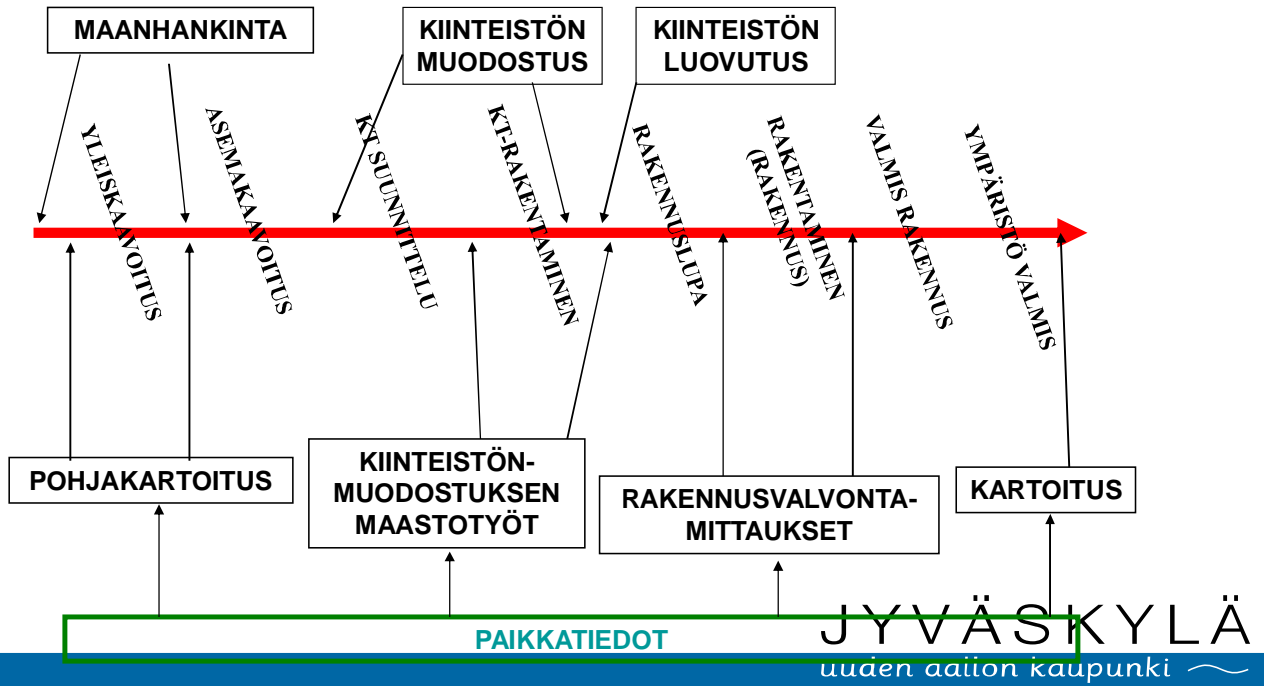 MAANHANKINTA
KIINTEISTÖN
MUODOSTUS
KIINTEISTÖN
LUOVUTUS
YLEISKAAVOITUS
ASEMAKAAVOITUS
KT SUUNNITTELU
KT-RAKENTAMINEN
RAKENNUSLUPA
RAKENTAMINEN
(RAKENNUS)
VALMIS RAKENNUS
YMPÄRISTÖ VALMIS
POHJAKARTOITUS
KIINTEISTÖN-
MUODOSTUKSEN
MAASTOTYÖT
RAKENNUSVALVONTA-
MITTAUKSET
KARTOITUS
PAIKKATIEDOT
JYVÄSKYLÄ
uuden aallon kaupunki